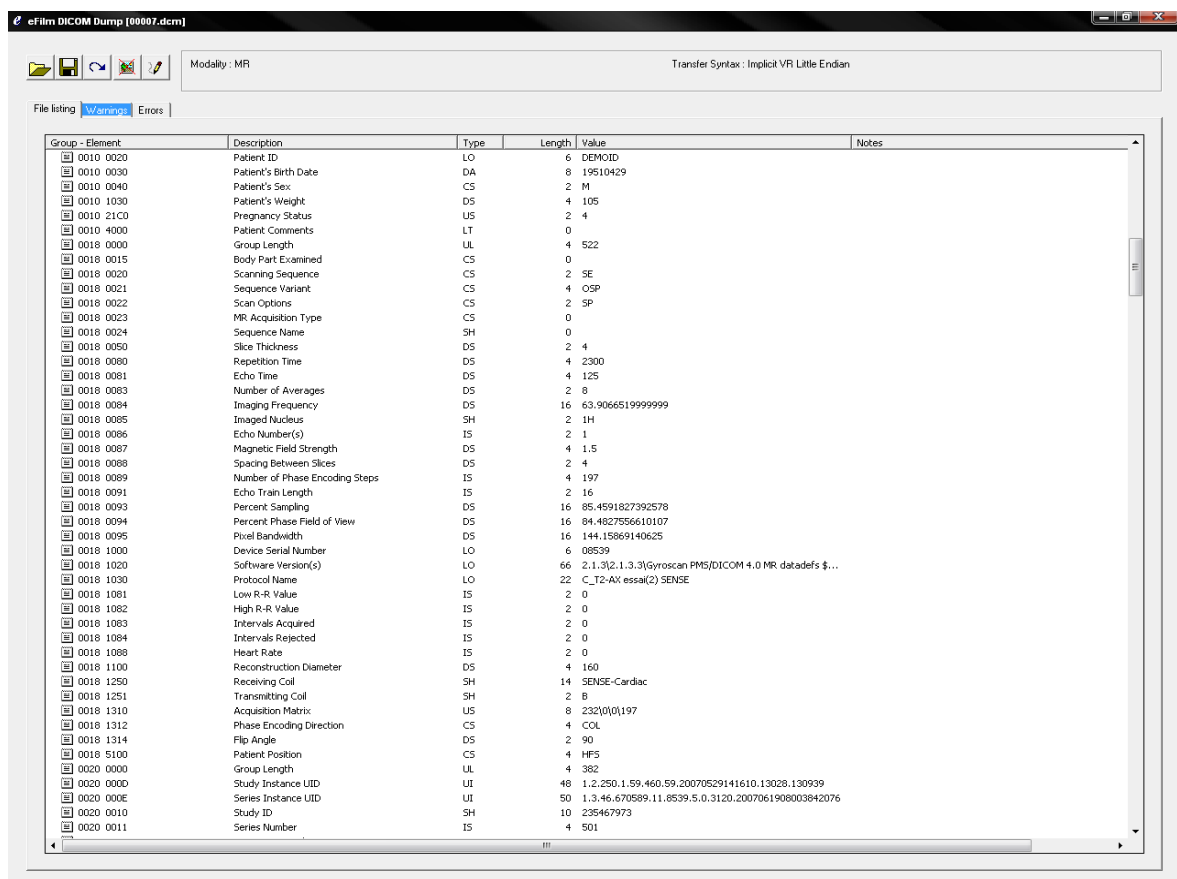 eFilm DICOM Dump [00007.dcm]
Modality : MR Transfer Syntax : Implicit VR Little Endian
File listing Warnings Errors
Group - Element Description Type Length Value Notes
0010 0020 Patient ID LO 6 DEMOID
0010 0030 Patient's Birth Date DA 8 19510429
0010 0040 Patient's Sex CS 2 M
0010 1030 Patient's Weight DS 4 105
0010 21C0 Pregnancy Status US 2 4
0010 4000 Patient Comments LT 0
0018 0000 Group Length UL 4 522
0018 0015 Body Part Examined CS 0
0018 0020 Scanning Sequence CS 2 SE
0018 0021 Sequence Variant CS 4 OSP
0018 0022 Scan Options CS 2 SP
0018 0023 MR Acquisition Type CS 0
0018 0024 Sequence Name SH 0
0018 0050 Slice Thickness DS 2 4
0018 0080 Repetition Time DS 4 2300
0018 0081 Echo Time DS 4 125
0018 0083 Number of Averages DS 2 8
0018 0084 Imaging Frequency DS 16 63.9066519999999
0018 0085 Imaged Nucleus SH 2 1H
0018 0086 Echo Number(s) IS 2 1
0018 0087 Magnetic Field Strength DS 4 1.5
0018 0088 Spacing Between Slices DS 2 4
0018 0089 Number of Phase Encoding Steps IS 4 197
0018 0091 Echo Train Length IS 2 16
0018 0093 Percent Sampling DS 16 85.4591827392578
0018 0094 Percent Phase Field of View DS 16 84.4827556610107
0018 0095 Pixel Bandwidth DS 16 144.15869140625
0018 1000 Device Serial Number LO 6 08539
0018 1020 Software Version(s) LO 66 2.1.3\2.1.3.3\Gyroscan PMS/DICOM 4.0 MR datadefs $...
0018 1030 Protocol Name LO 22 C_T2-AX essai(2) SENSE
0018 1081 Low R-R Value IS 2 0
0018 1082 High R-R Value IS 2 0
0018 1083 Intervals Acquired IS 2 0
0018 1084 Intervals Rejected IS 2 0
0018 1088 Heart Rate IS 2 0
0018 1100 Reconstruction Diameter DS 4 160
0018 1250 Receiving Coil SH 14 SENSE-Cardiac
0018 1251 Transmitting Coil SH 2 B
0018 1310 Acquisition Matrix US 8 232\0\0\197
0018 1312 Phase Encoding Direction CS 4 COL
0018 1314 Flip Angle DS 2 90
0018 5100 Patient Position CS 4 HFS
0020 0000 Group Length UL 4 382
0020 000D Study Instance UID UI 48 1.2.250.1.59.460.59.20070529141610.13028.130939
0020 000E Series Instance UID UI 50 1.3.46.670589.11.8539.5.0.3120.2007061908003842076
0020 0010 Study ID SH 10 235467973
0020 0011 Series Number IS 4 501